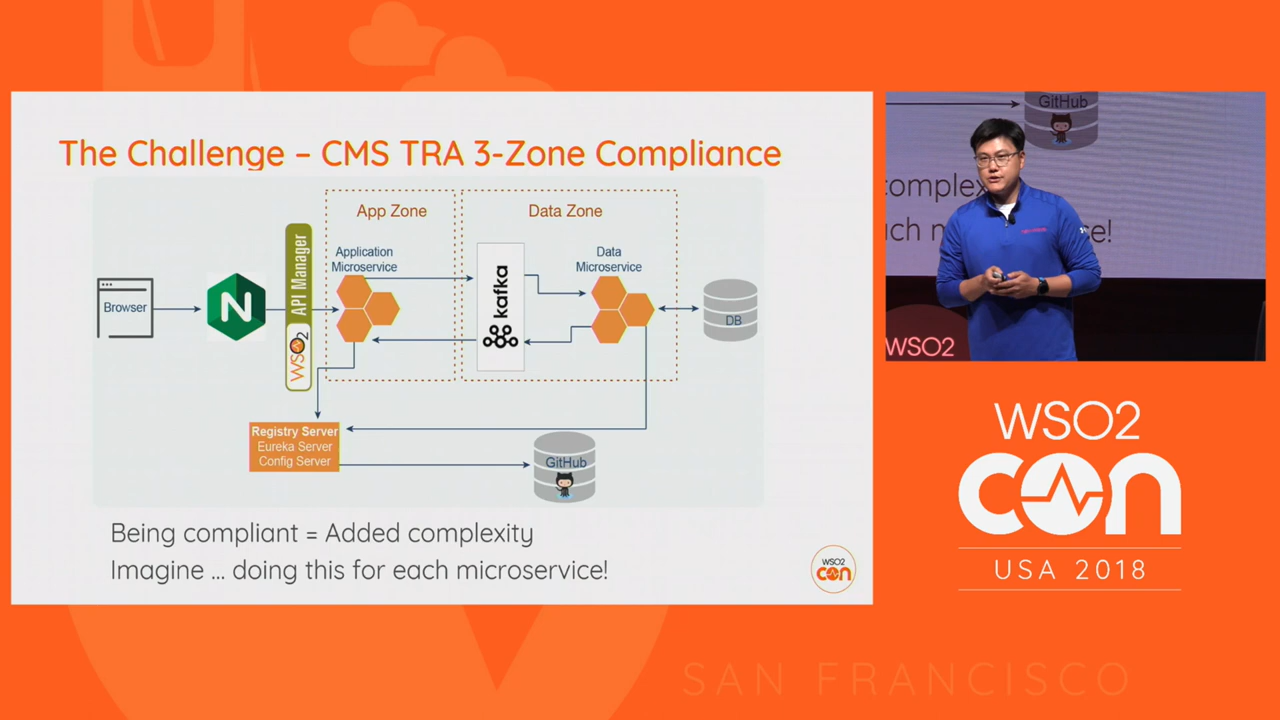 The Challenge – CMS TRA 3-Zone Compliance
App Zone
Data Zone
Application
Microservice
Data
Microservice
Browser
N
API Manager
WSO2
kafka
DB
Registry Server
Eureka Server
Config Server
GitHub
Being compliant = Added complexity
Imagine ... doing this for each microservice!
WSO2
con
GitHub
complex
ach m
e!
WSO2
WSO2
con
USA 2018
SAN FRANCISCO